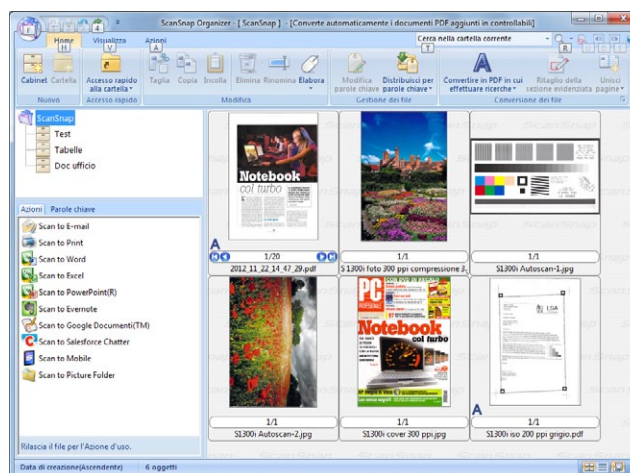 ScanSnap Organizer - [ ScanSnap ] - [Converte automaticamente i documenti PDF aggiunti in controllabili]
Home Visualizza Azioni Cerca nella cartella corrente
H V A T R
Cabinet Cartella Accesso rapido alla cartella Taglia Copia Incolla Elimina Rinomina Elabora Modifica parole chiave Distribuisci per parole chiave Convertire in PDF in cui effettuare ricerche Ritaglio della sezione evidenziata Unisci pagine
Nuovo Accesso rapido Modifica Gestione dei file Conversione dei file
ScanSnap
Test
Tabelle
Doc ufficio
Azioni Parole chiave
Scan to E-mail
Scan to Print
Scan to Word
Scan to Excel
Scan to PowerPoint(R)
Scan to Evernote
Scan to Google Documenti(TM)
Scan to Salesforce Chatter
Scan to Mobile
Scan to Picture Folder
Rilascia il file per l'Azione d'uso.
Notebook
col turbo
A
1/20 1/1 1/1
2012_11_22_14_47_29.pdf S1300i foto 300 ppi compressione 3. S1300i Autoscan-1.jpg
PC
Notebook
col turbo
LSA
A
1/1 1/1 1/1
S1300i Autoscan-2.jpg S1300i cover 300 ppi.jpg S1300i iso 200 ppi grigio.pdf
Data di creazione(Ascendente) 6 oggetti